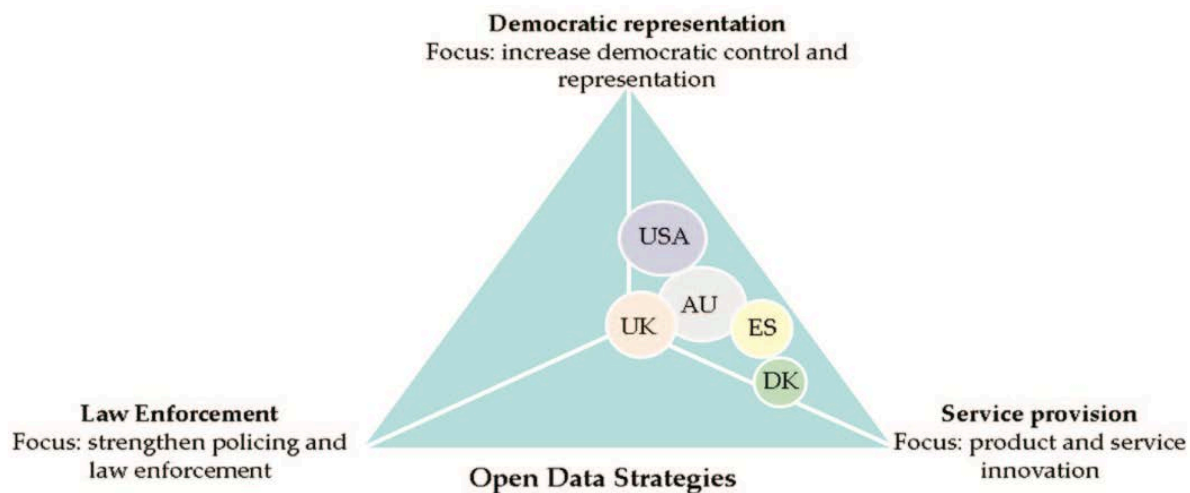 Democratic representation
Focus: increase democratic control and
representation
USA
AU
UK
ES
DK
Law Enforcement
Focus: strengthen policing and
law enforcement
Service provision
Focus: product and service
innovation
Open Data Strategies